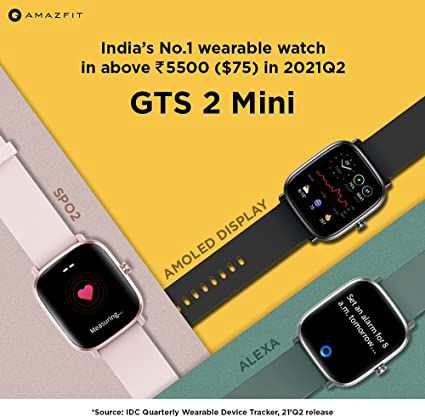 AMAZFIT
India's No.1 wearable watch
in above ₹5500 ($75) in 2021Q2
GTS 2 Mini
SPO2
AMOLED DISPLAY
Measuring...
Set an alarm for 8
a.m. tomorrow...
ALEXA
*Source: IDC Quarterly Wearable Device Tracker, 21'Q2 release